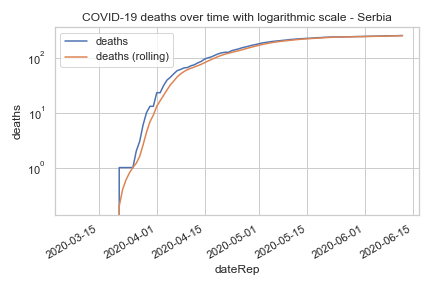 COVID-19 deaths over time with logarithmic scale - Serbia
deaths
deaths (rolling)
10²
10¹
10⁰
deaths
2020-03-15
2020-04-01
2020-04-15
2020-05-01
2020-05-15
2020-06-01
2020-06-15
dateRep